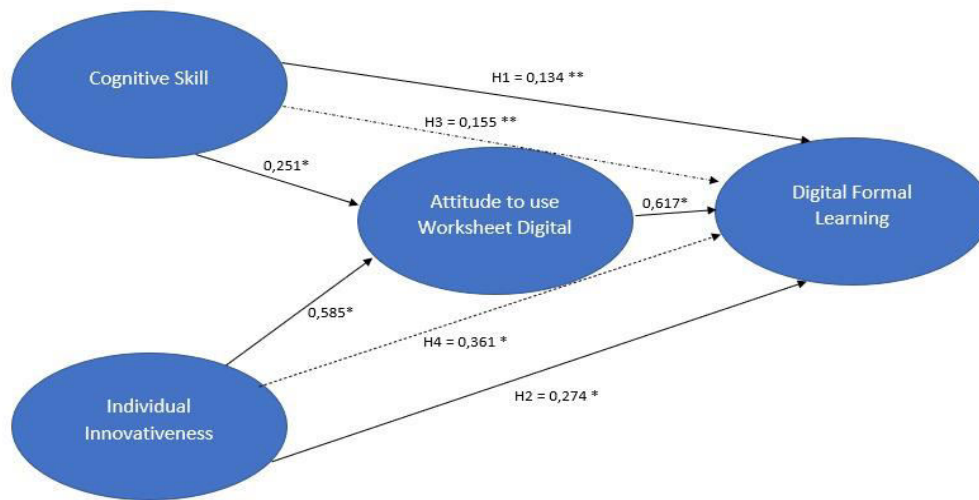 Cognitive Skill
H1 = 0,134 **
H3 = 0,155 **
0,251*
Attitude to use
Worksheet Digital
0,617*
Digital Formal
Learning
0,585*
H4 = 0,361 *
H2 = 0,274 *
Individual
Innovativeness